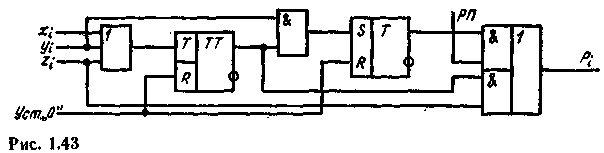 & S T РП
xi
yi 1 T TT & 1
zi
R R & Pi
Уст „0"
Рис. 1.43